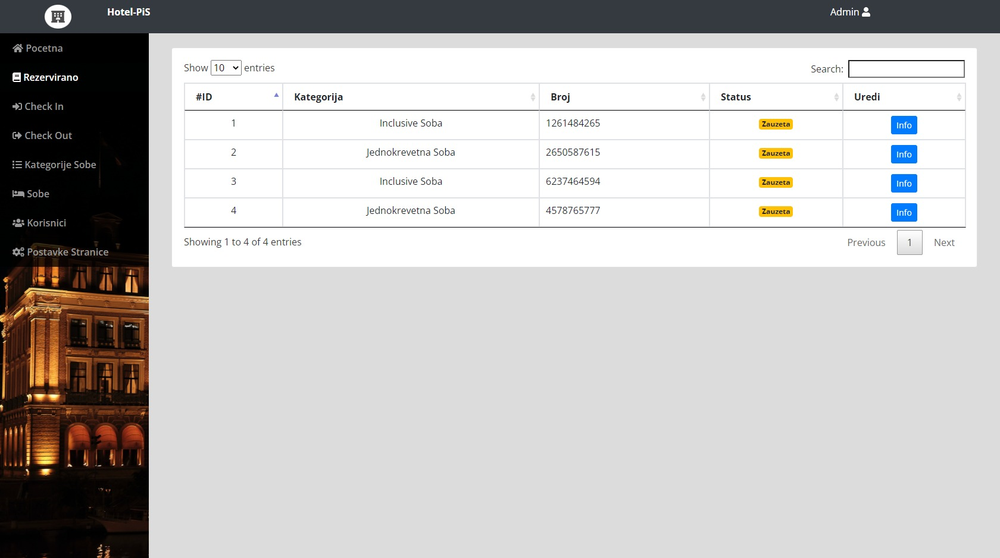 Hotel-PiS
Admin
Pocetna
Rezervirano
Check In
Check Out
Kategorije Sobe
Sobe
Korisnici
Postavke Stranice
Show 10 entries
Search:
#ID Kategorija Broj Status Uredi
1 Inclusive Soba 1261484265 Zauzeta Info
2 Jednokrevetna Soba 2650587615 Zauzeta Info
3 Inclusive Soba 6237464594 Zauzeta Info
4 Jednokrevetna Soba 4578765777 Zauzeta Info
Showing 1 to 4 of 4 entries
Previous 1 Next